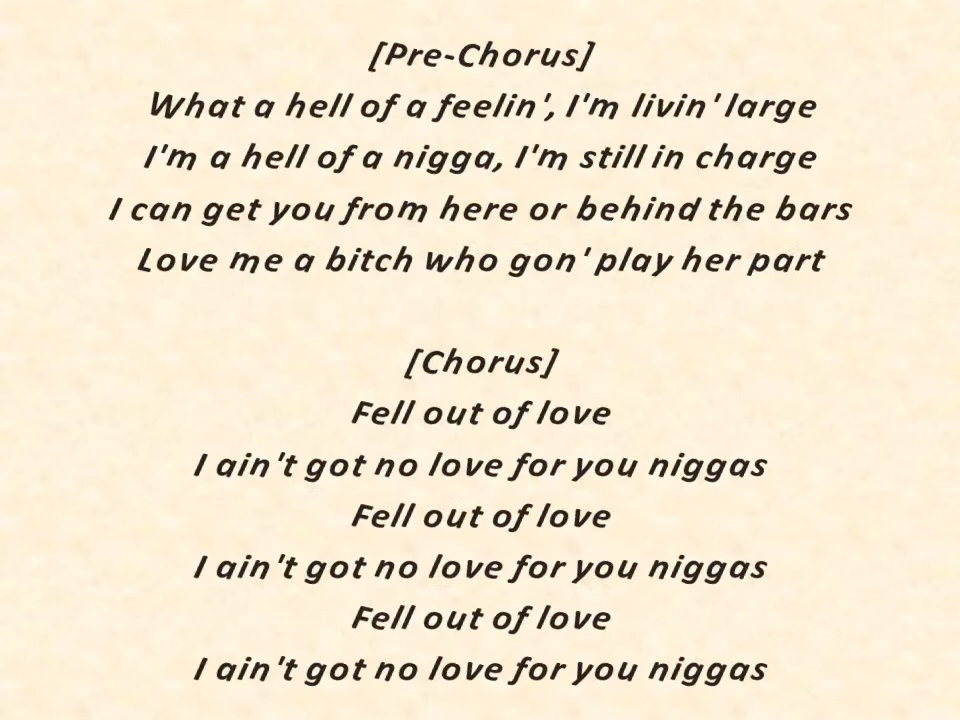 [Pre-Chorus]
What a hell of a feelin', I'm livin' large
I'm a hell of a nigga, I'm still in charge
I can get you from here or behind the bars
Love me a bitch who gon' play her part
[Chorus]
Fell out of love
I ain't got no love for you niggas
Fell out of love
I ain't got no love for you niggas
Fell out of love
I ain't got no love for you niggas